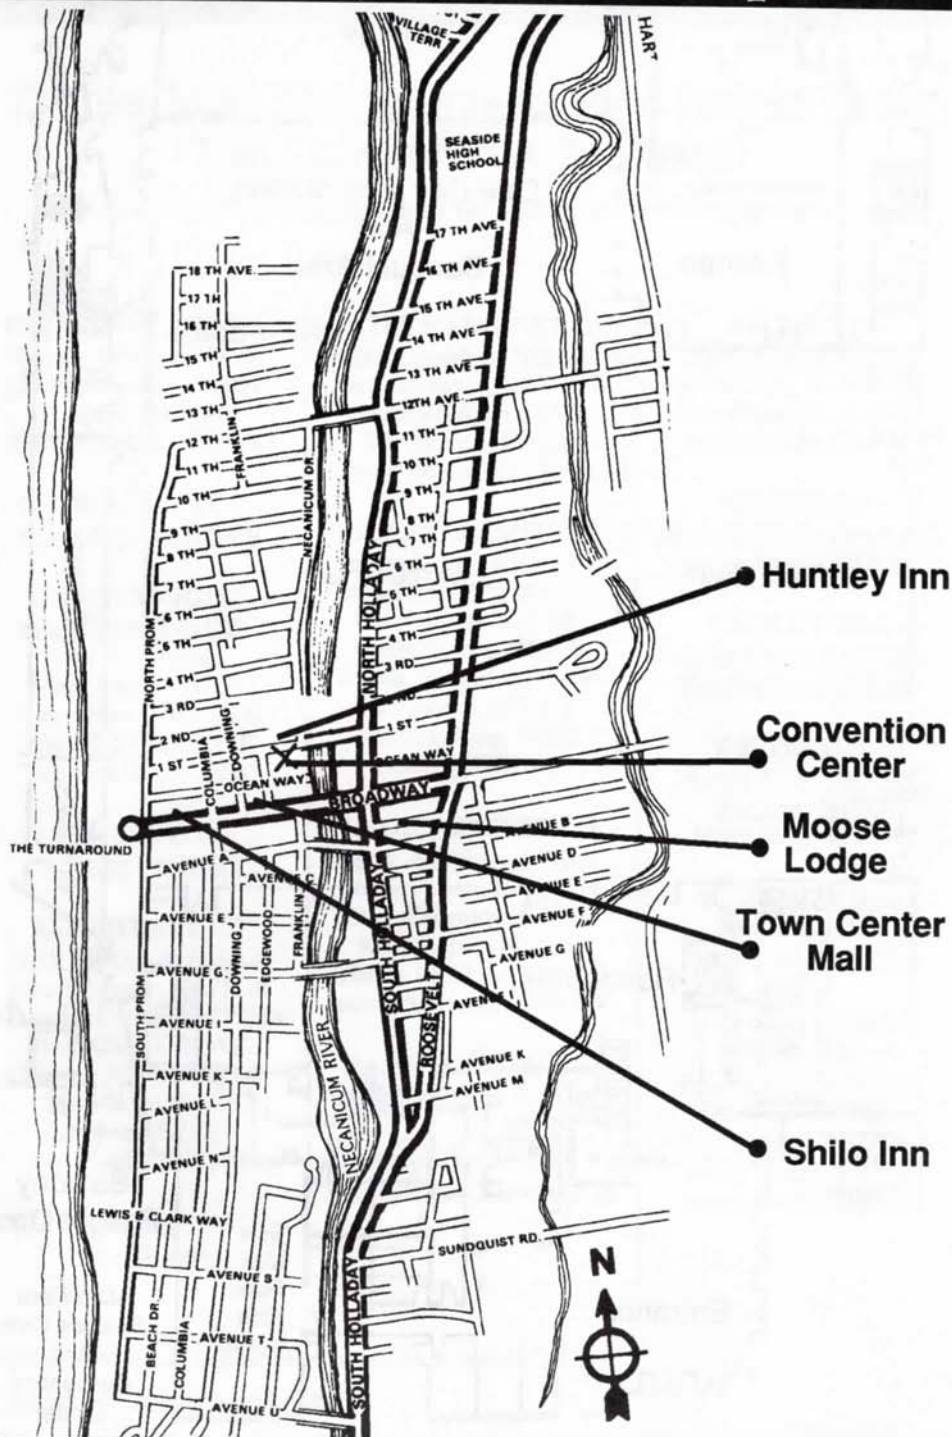 VILLAGE
TERR
HART
SEASIDE
HIGH
SCHOOL
17 TH AVE
16 TH AVE
15 TH AVE
14 TH AVE
13 TH AVE
12TH AVE
11 TH
10 TH
9 TH
8 TH
7 TH
6 TH
5 TH
4 TH
3 RD
1 ST
OCEAN WAY
18 TH AVE.
17 TH
16 TH
15 TH
14 TH
13 TH
12 TH
11 TH
10 TH
9 TH
8 TH
7 TH
6 TH
6 TH
4 TH
3 RD
2 ND
1 ST
FRANKLIN
NECANICUM DR.
NORTH PROM
NORTH HOLLADAY
COLUMBIA
DOWNING
OCEAN WAY
BROADWAY
THE TURNAROUND
Huntley Inn
Convention
Center
Moose
Lodge
Town Center
Mall
Shilo Inn
AVENUE A
AVENUE C
AVENUE E
AVENUE G
AVENUE I
AVENUE K
AVENUE L
AVENUE N
LEWIS & CLARK WAY
AVENUE S
AVENUE T
AVENUE U
SOUTH PROM
DOWNING
EDGEWOOD
FRANKLIN
BEACH DR.
COLUMBIA
NECANICUM RIVER
SOUTH HOLLADAY
ROOSEVELT
AVENUE B
AVENUE D
AVENUE E
AVENUE F
AVENUE G
AVENUE
AVENUE K
AVENUE M
SUNDQUIST RD.
SOUTH HOLLADAY
N